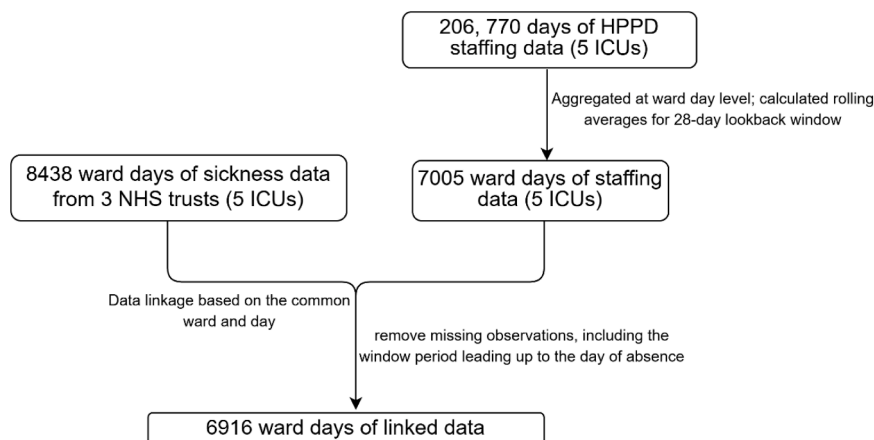 206, 770 days of HPPD
staffing data (5 ICUs)
Aggregated at ward day level; calculated rolling
averages for 28-day lookback window
8438 ward days of sickness data
from 3 NHS trusts (5 ICUs)
7005 ward days of staffing
data (5 ICUs)
Data linkage based on the common
ward and day
remove missing observations, including the
window period leading up to the day of absence
6916 ward days of linked data